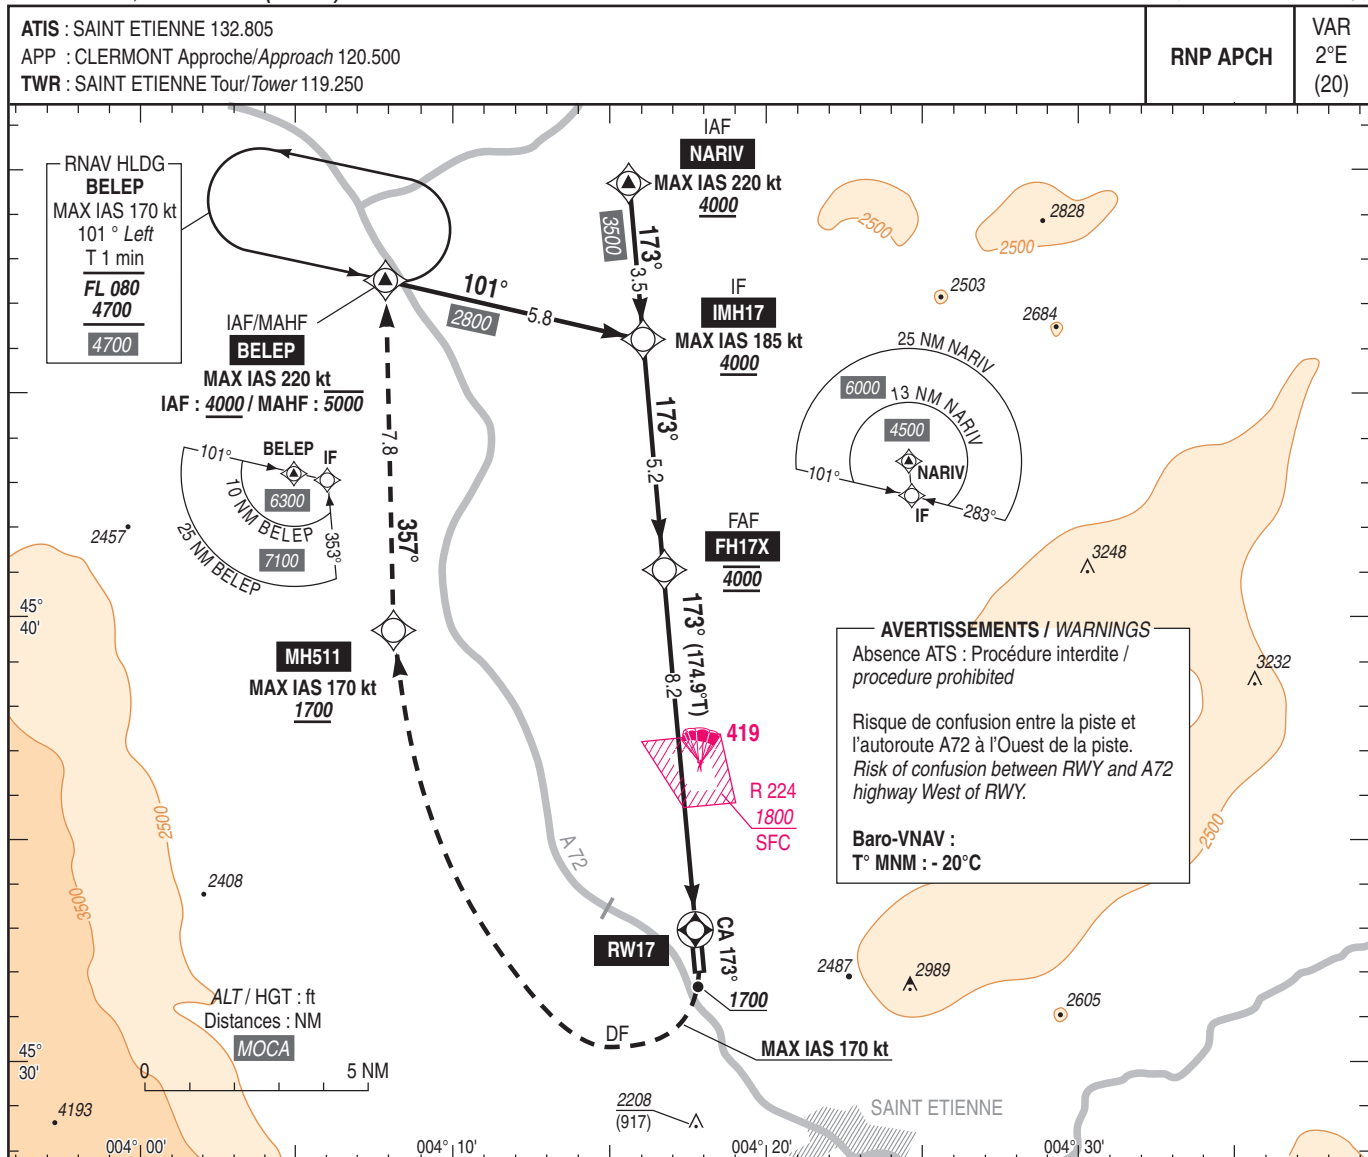 ATIS : SAINT ETIENNE 132.805
APP : CLERMONT Approche/Approach 120.500
TWR : SAINT ETIENNE Tour/Tower 119.250
RNP APCH
VAR
2°E
(20)
RNAV HLDG
BELEP
MAX IAS 170 kt
101 ° Left
T 1 min
FL 080
4700
4700
IAF
NARIV
MAX IAS 220 kt
4000
3500
173°
3.5
101°
2800
5.8
IF
IMH17
MAX IAS 185 kt
4000
IAF/MAHF
BELEP
MAX IAS 220 kt
IAF : 4000 / MAHF : 5000
2500
2828
2500
2503
2684
25 NM NARIV
6000
13 NM NARIV
4500
NARIV
101°
IF
283°
173°
5.2
7.8
357°
101°
BELEP
IF
6300
10 NM BELEP
7100
25 NM BELEP
353°
2457
FAF
FH17X
4000
3248
3232
45°
40'
MH511
MAX IAS 170 kt
1700
173° (174.9°T)
8.2
AVERTISSEMENTS / WARNINGS
Absence ATS : Procédure interdite /
procedure prohibited
Risque de confusion entre la piste et
l'autoroute A72 à l'Ouest de la piste.
Risk of confusion between RWY and A72
highway West of RWY.
Baro-VNAV :
T° MNM : - 20°C
419
R 224
1800
SFC
2500
2500
3500
2408
A 72
RW17
CA 173°
1700
2487
2989
2605
ALT / HGT : ft
Distances : NM
MOCA
0
5 NM
DF
MAX IAS 170 kt
45°
30'
4193
2208
(917)
SAINT ETIENNE
004° 00'
004° 10'
004° 20'
004° 30'